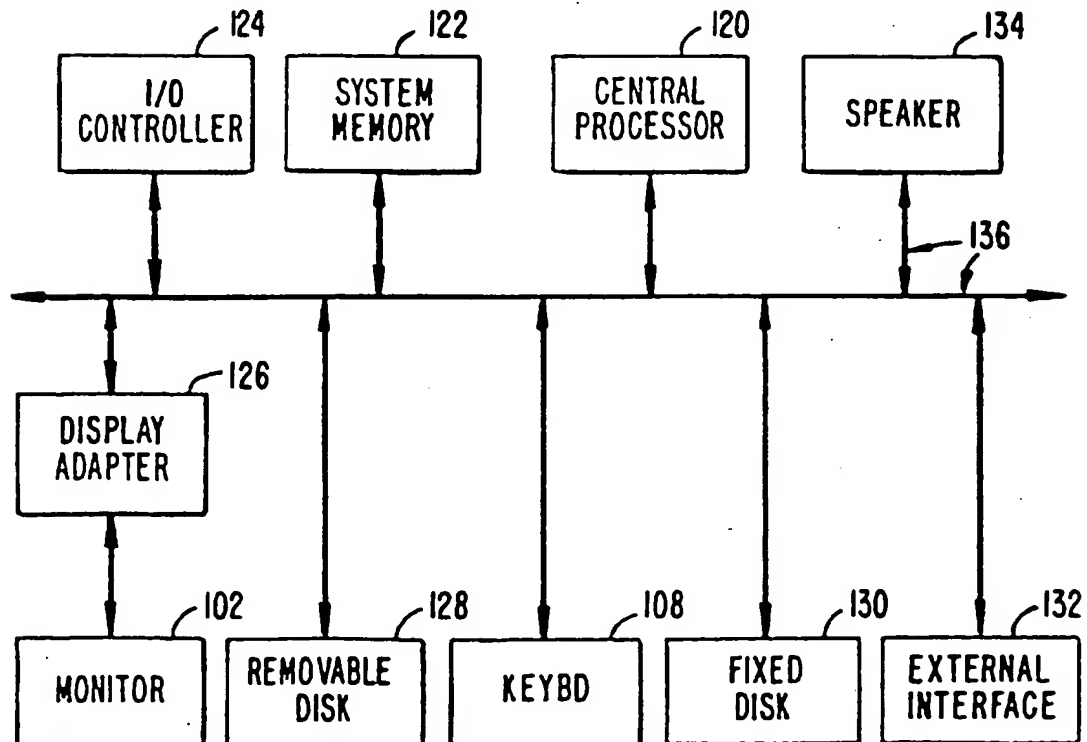 124
122
120
134
I/O
CONTROLLER
SYSTEM
MEMORY
CENTRAL
PROCESSOR
SPEAKER
136
126
DISPLAY
ADAPTER
102
128
108
130
132
MONITOR
REMOVABLE
DISK
KEYBD
FIXED
DISK
EXTERNAL
INTERFACE